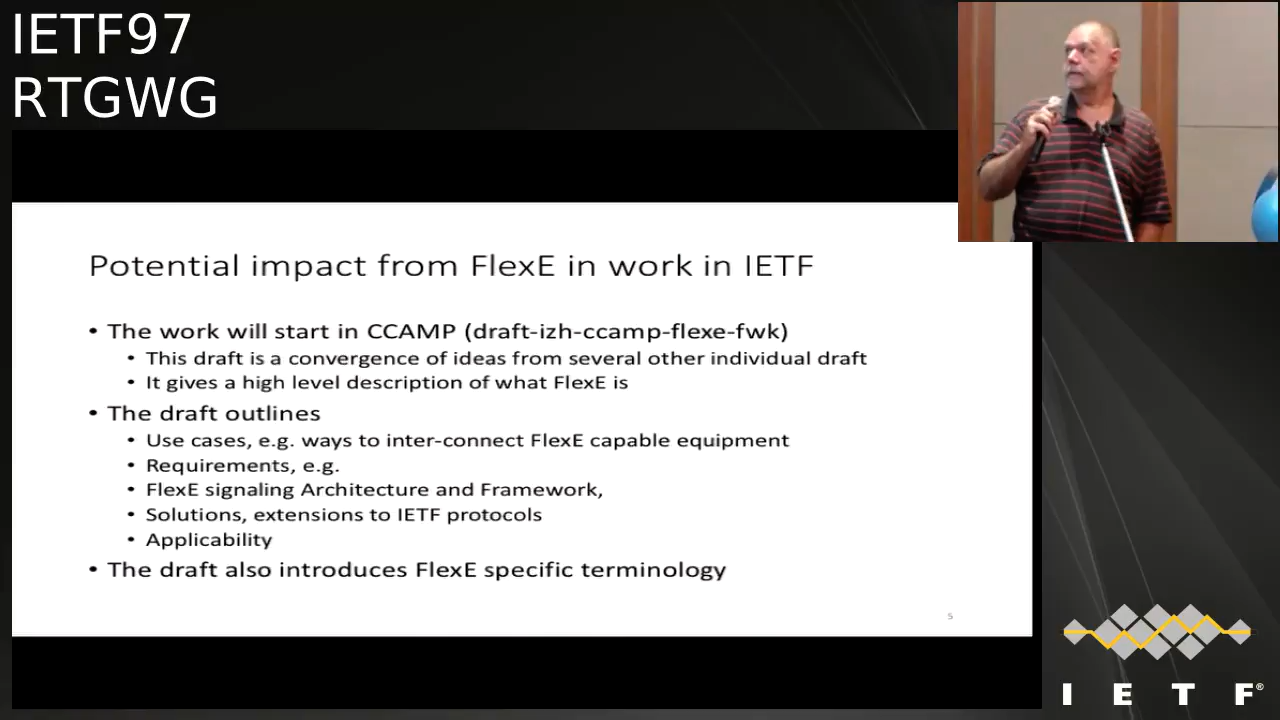 IETF97
RTGWG
Potential impact from FlexE in work in IETF
• The work will start in CCAMP (draft-izh-ccamp-flexe-fwk)
• This draft is a convergence of ideas from several other individual draft
• It gives a high level description of what FlexE is
• The draft outlines
• Use cases, e.g. ways to inter-connect FlexE capable equipment
• Requirements, e.g.
• FlexE signaling Architecture and Framework,
• Solutions, extensions to IETF protocols
• Applicability
• The draft also introduces FlexE specific terminology
5
I E T F®